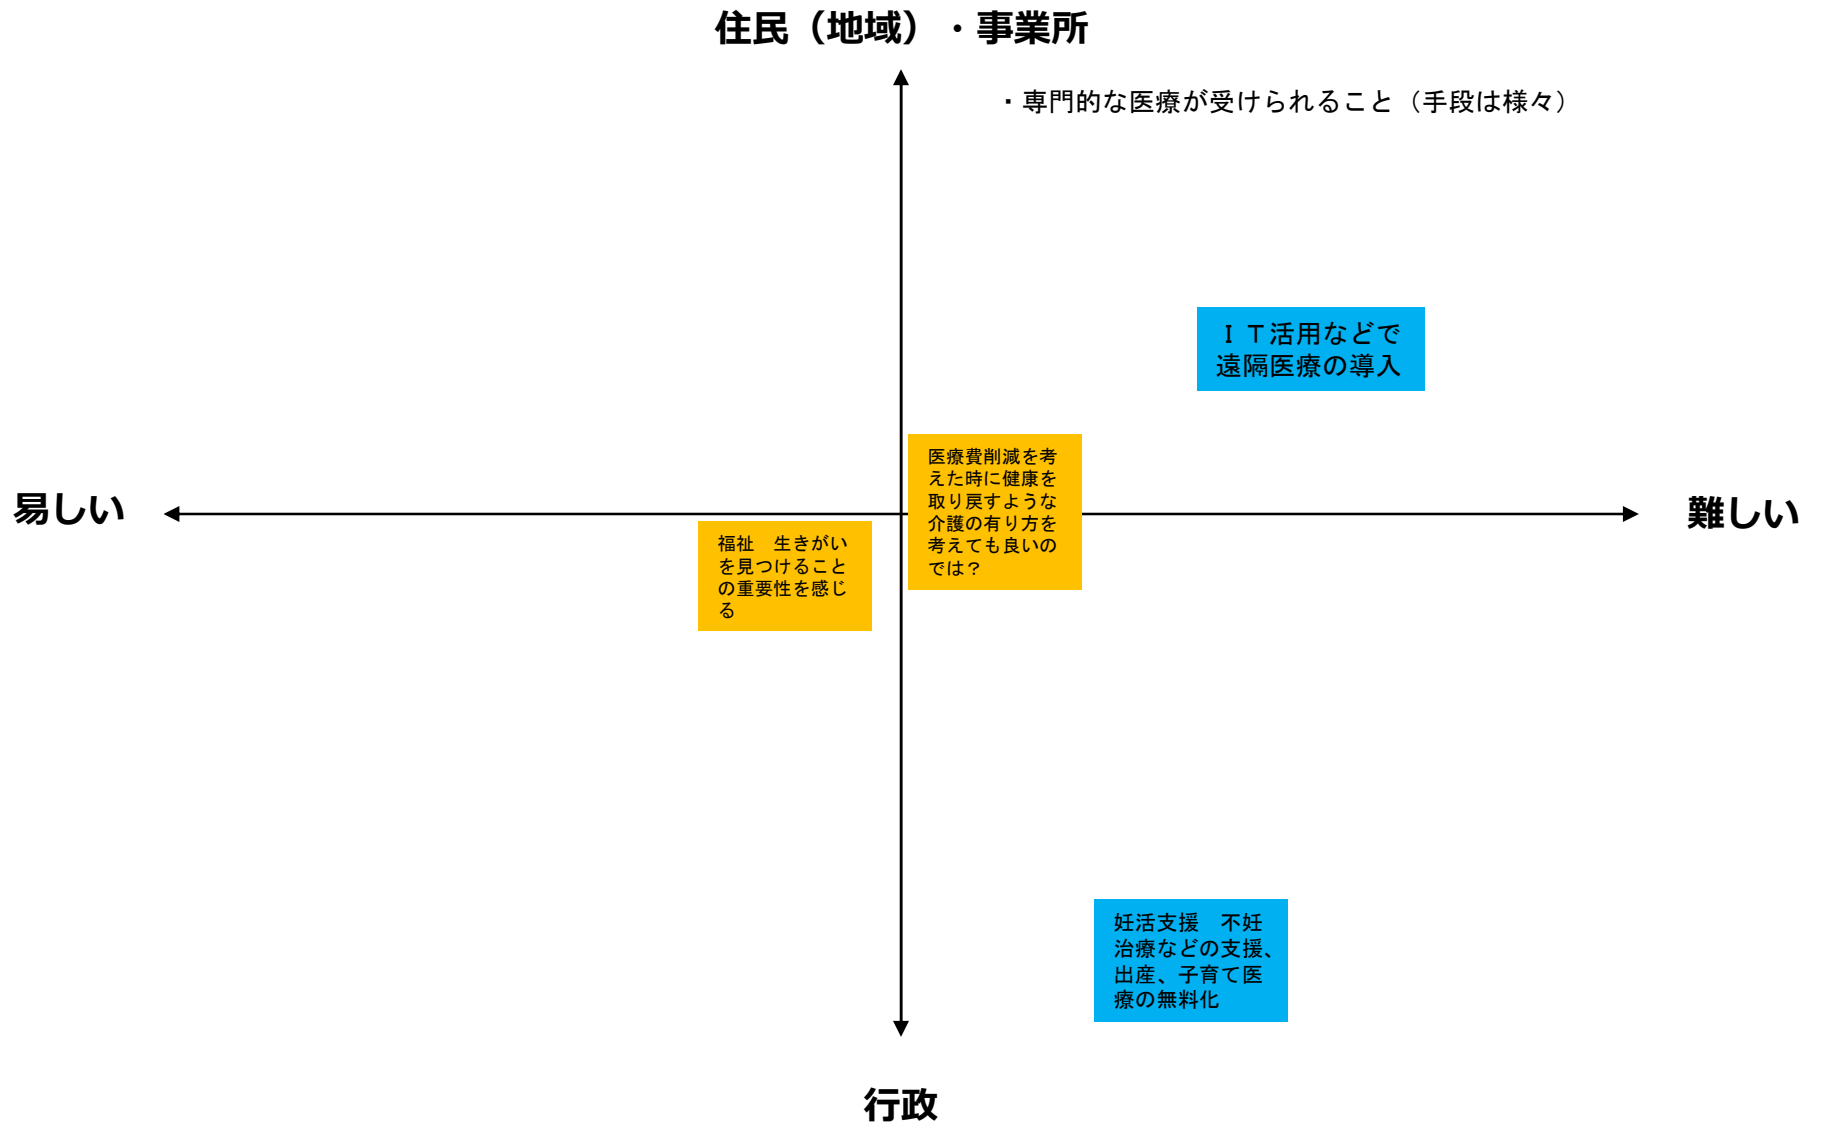 住民（地域）・事業所
・専門的な医療が受けられること（手段は様々）
ＩＴ活用などで
遠隔医療の導入
医療費削減を考
えた時に健康を
取り戻すような
介護の有り方を
考えても良いの
では？
易しい
難しい
福祉　生きがい
を見つけること
の重要性を感じ
る
妊活支援　不妊
治療などの支援、
出産、子育て医
療の無料化
行政